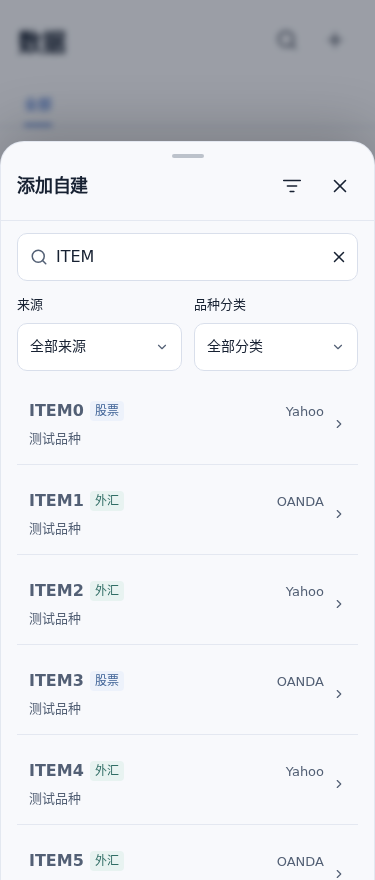 数据
全部
添加自建
ITEM
来源
品种分类
全部来源
全部分类
ITEM0 股票 Yahoo
测试品种
ITEM1 外汇 OANDA
测试品种
ITEM2 外汇 Yahoo
测试品种
ITEM3 股票 OANDA
测试品种
ITEM4 外汇 Yahoo
测试品种
ITEM5 外汇 OANDA